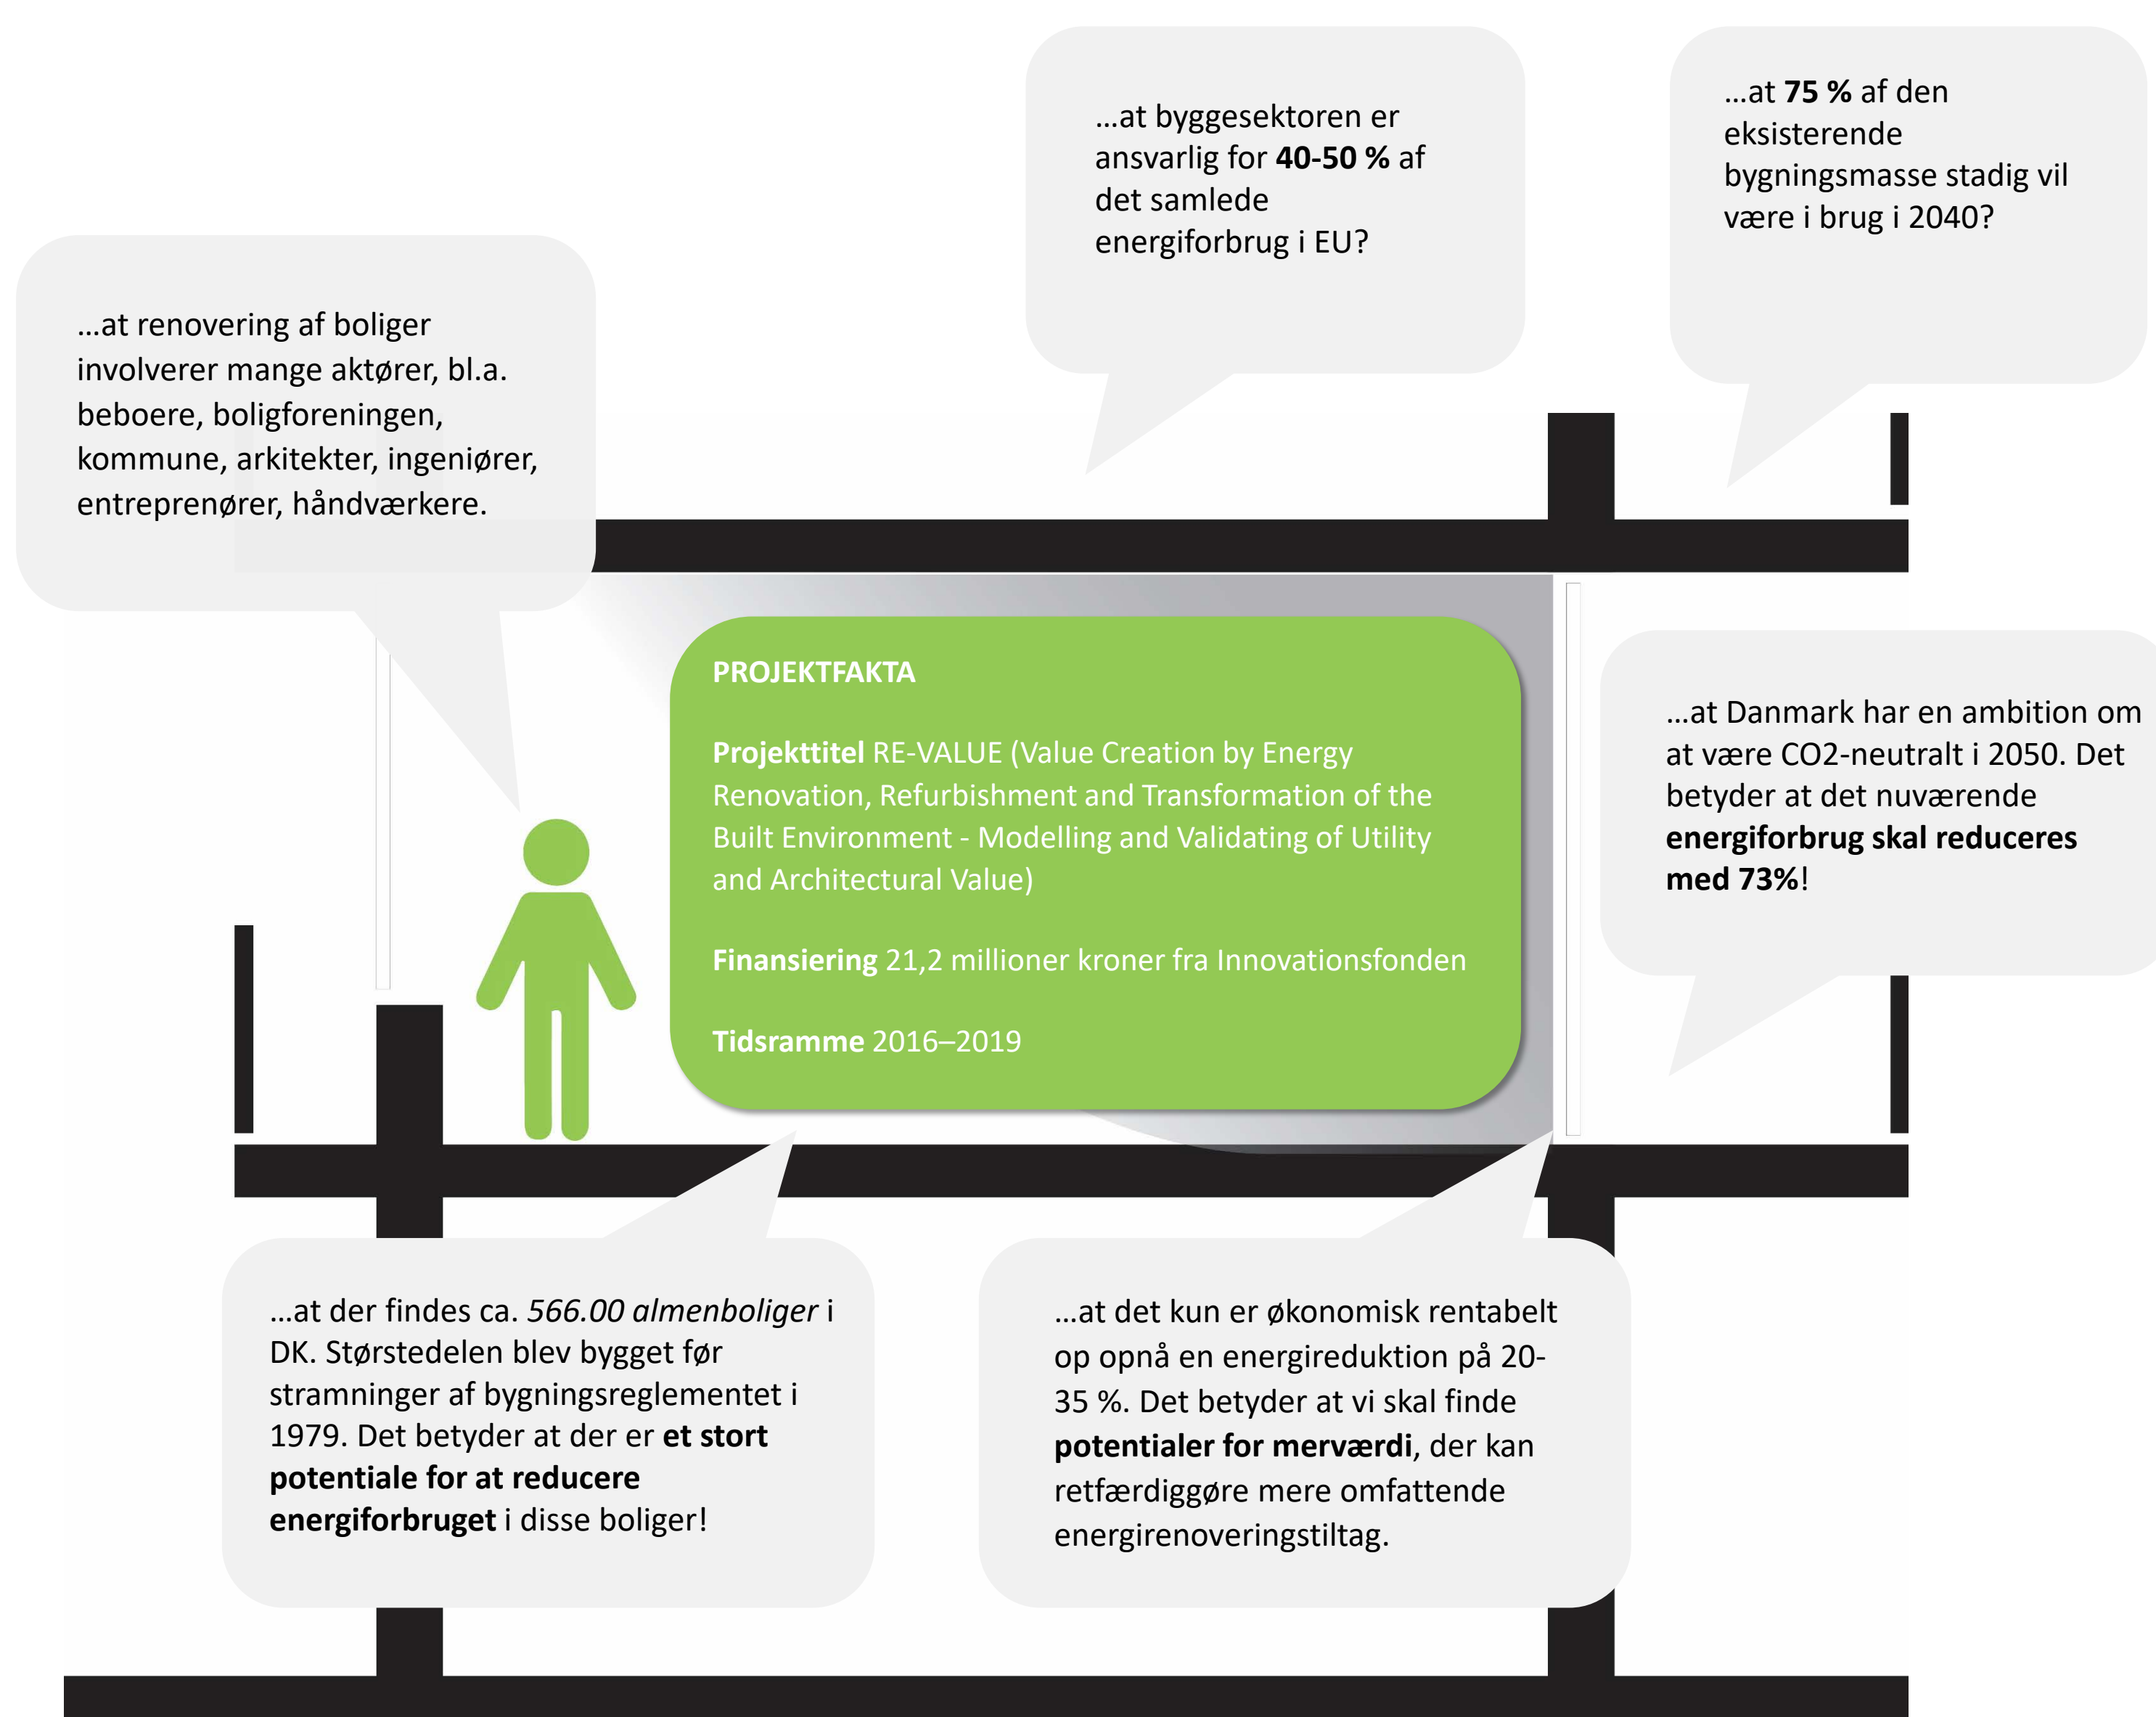 ...at byggesektoren er
ansvarlig for 40-50 % af
det samlede
energiforbrug i EU?
...at 75 % af den
eksisterende
bygningsmasse stadig vil
være i brug i 2040?
...at renovering af boliger
involverer mange aktører, bl.a.
beboere, boligforeningen,
kommune, arkitekter, ingeniører,
entreprenører, håndværkere.
PROJEKTFAKTA
Projekttitel RE-VALUE (Value Creation by Energy
Renovation, Refurbishment and Transformation of the
Built Environment - Modelling and Validating of Utility
and Architectural Value)
Finansiering 21,2 millioner kroner fra Innovationsfonden
Tidsramme 2016–2019
...at Danmark har en ambition om
at være CO2-neutralt i 2050. Det
betyder at det nuværende
energiforbrug skal reduceres
med 73%!
...at der findes ca. 566.00 almenboliger i
DK. Størstedelen blev bygget før
stramninger af bygningsreglementet i
1979. Det betyder at der er et stort
potentiale for at reducere
energiforbruget i disse boliger!
...at det kun er økonomisk rentabelt
op opnå en energireduktion på 20-
35 %. Det betyder at vi skal finde
potentialer for merværdi, der kan
retfærdiggøre mere omfattende
energirenoveringstiltag.